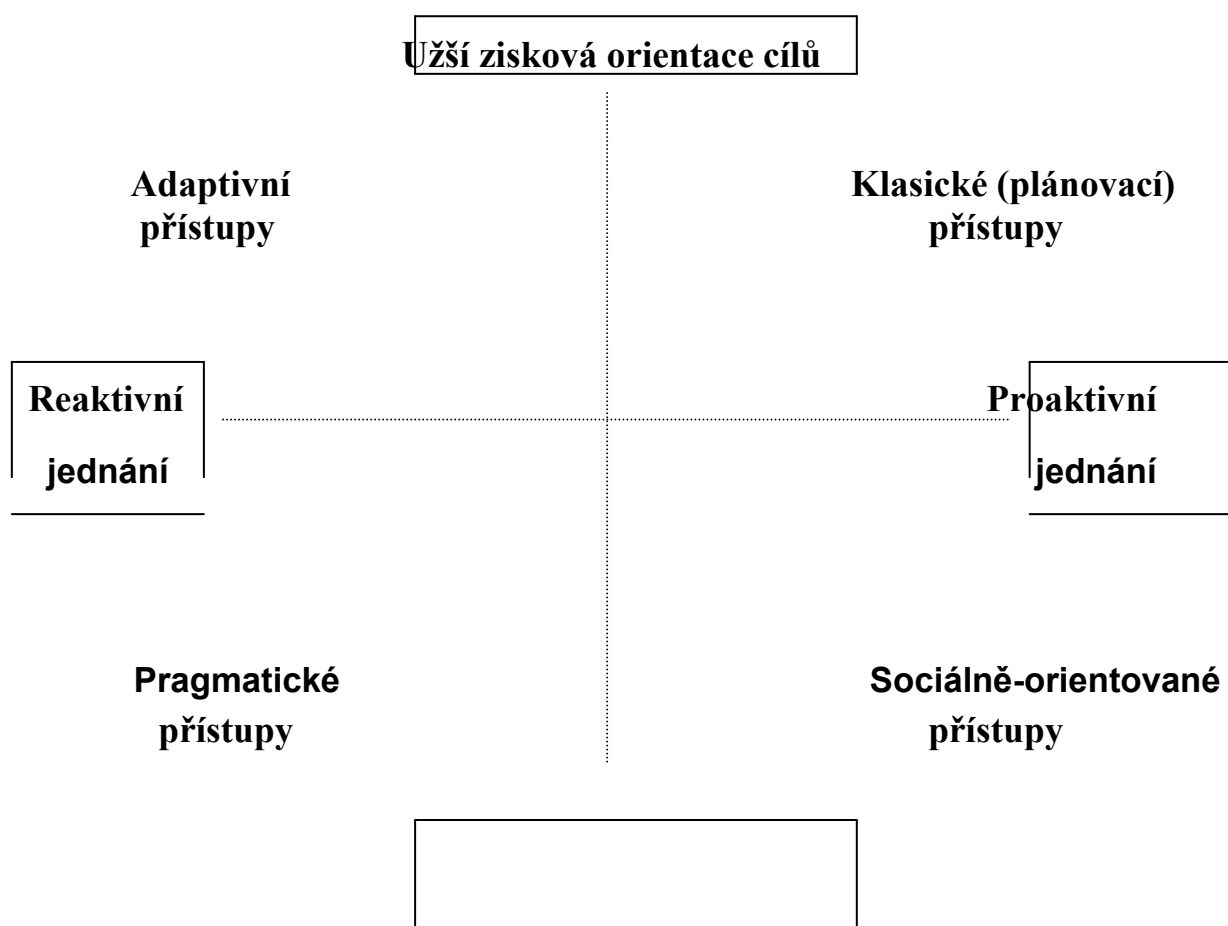 Užší zisková orientace cílů
Adaptivní
přístupy
Klasické (plánovací)
přístupy
Reaktivní
jednání
Proaktivní
jednání
Pragmatické
přístupy
Sociálně-orientované
přístupy